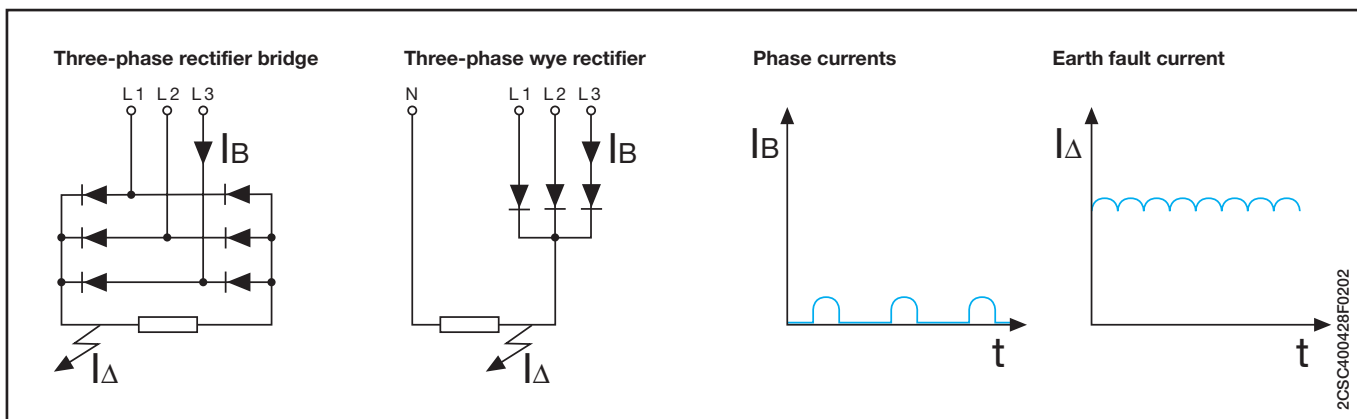 Three-phase rectifier bridge
L1 L2 L3
IB
IΔ
Three-phase wye rectifier
N L1 L2 L3
IB
IΔ
Phase currents
IB
t
Earth fault current
IΔ
t
2CSC400428F0202